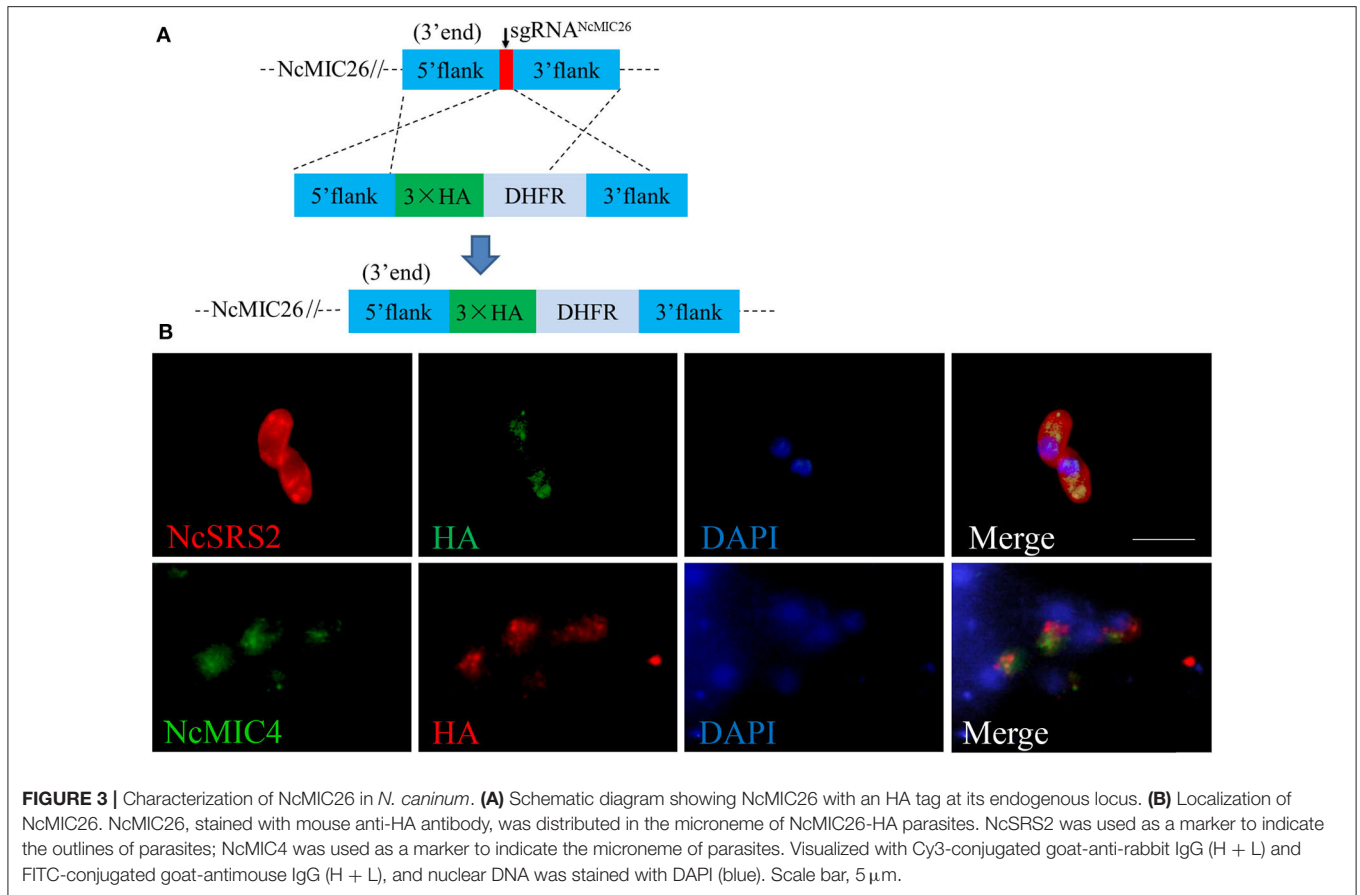 A
(3'end)
sgRNA^NcMIC26
--NcMIC26//---
5'flank
3'flank
5'flank
3×HA
DHFR
3'flank
(3'end)
--NcMIC26//---
5'flank
3×HA
DHFR
3'flank
B
NcSRS2
HA
DAPI
Merge
NcMIC4
HA
DAPI
Merge
FIGURE 3 | Characterization of NcMIC26 in N. caninum. (A) Schematic diagram showing NcMIC26 with an HA tag at its endogenous locus. (B) Localization of
NcMIC26. NcMIC26, stained with mouse anti-HA antibody, was distributed in the microneme of NcMIC26-HA parasites. NcSRS2 was used as a marker to indicate
the outlines of parasites; NcMIC4 was used as a marker to indicate the microneme of parasites. Visualized with Cy3-conjugated goat-anti-rabbit IgG (H + L) and
FITC-conjugated goat-antimouse IgG (H + L), and nuclear DNA was stained with DAPI (blue). Scale bar, 5 μm.